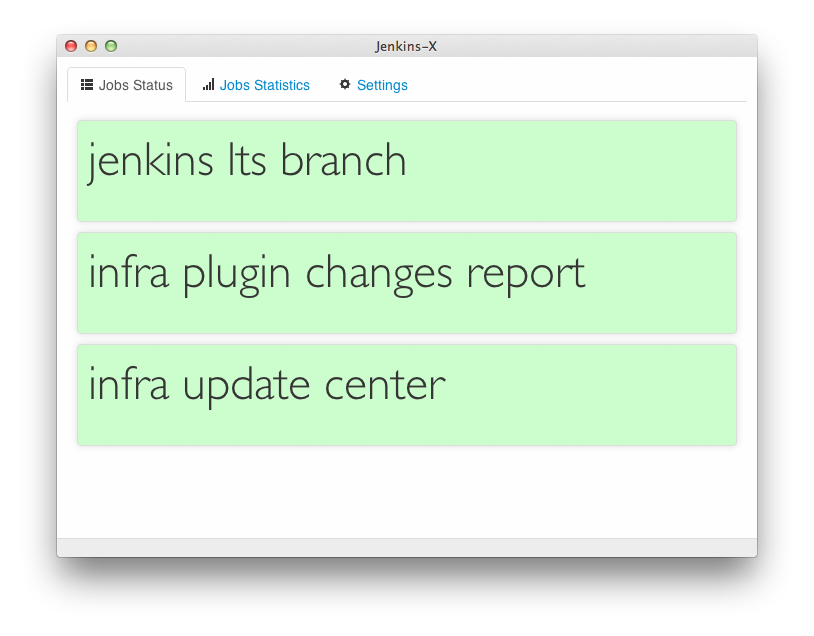 Jenkins-X
Jobs Status Jobs Statistics Settings
jenkins lts branch
infra plugin changes report
infra update center